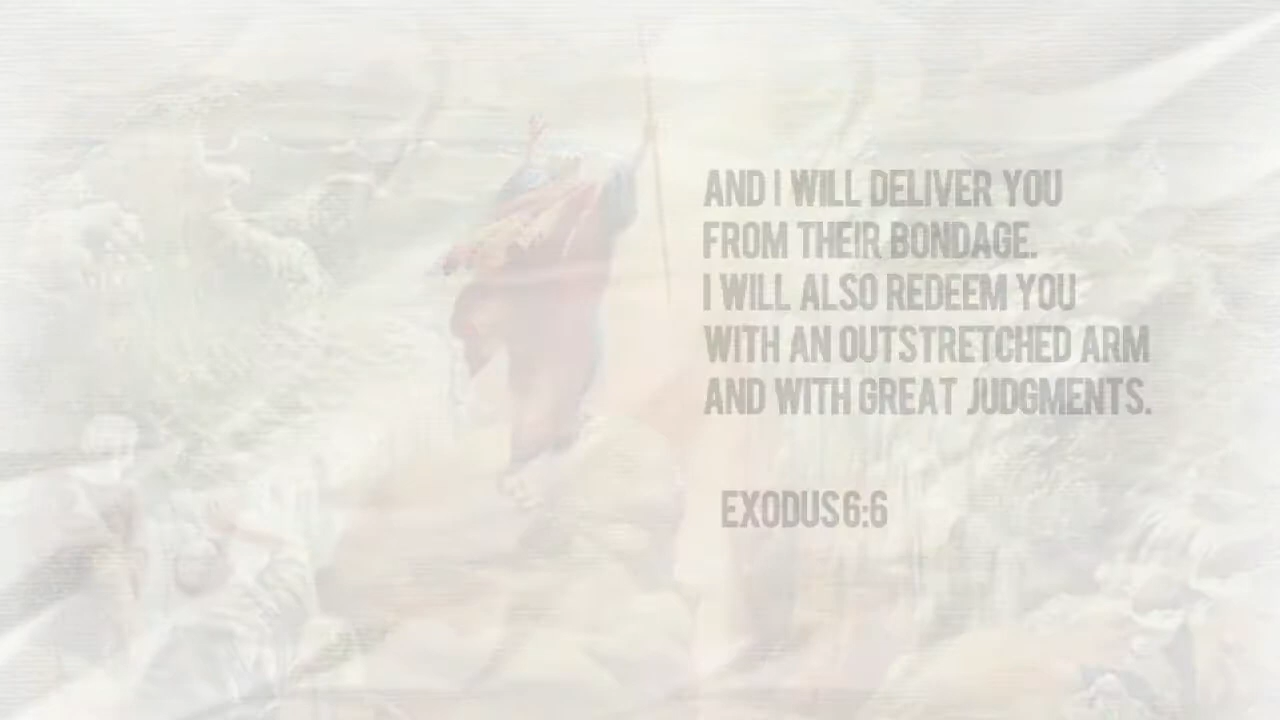 AND I WILL DELIVER YOU
FROM THEIR BONDAGE.
I WILL ALSO REDEEM YOU
WITH AN OUTSTRETCHED ARM
AND WITH GREAT JUDGMENTS.
EXODUS 6:6